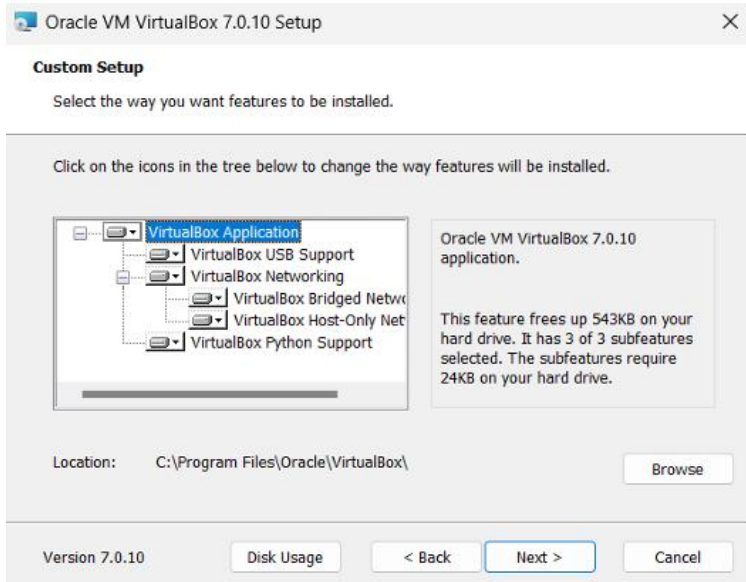 Oracle VM VirtualBox 7.0.10 Setup
Custom Setup
Select the way you want features to be installed.
Click on the icons in the tree below to change the way features will be installed.
VirtualBox Application
VirtualBox USB Support
VirtualBox Networking
VirtualBox Bridged Netwo
VirtualBox Host-Only Net
VirtualBox Python Support
Oracle VM VirtualBox 7.0.10
application.
This feature frees up 543KB on your
hard drive. It has 3 of 3 subfeatures
selected. The subfeatures require
24KB on your hard drive.
Location: C:\Program Files\Oracle\VirtualBox\
Browse
Version 7.0.10
Disk Usage
< Back
Next >
Cancel